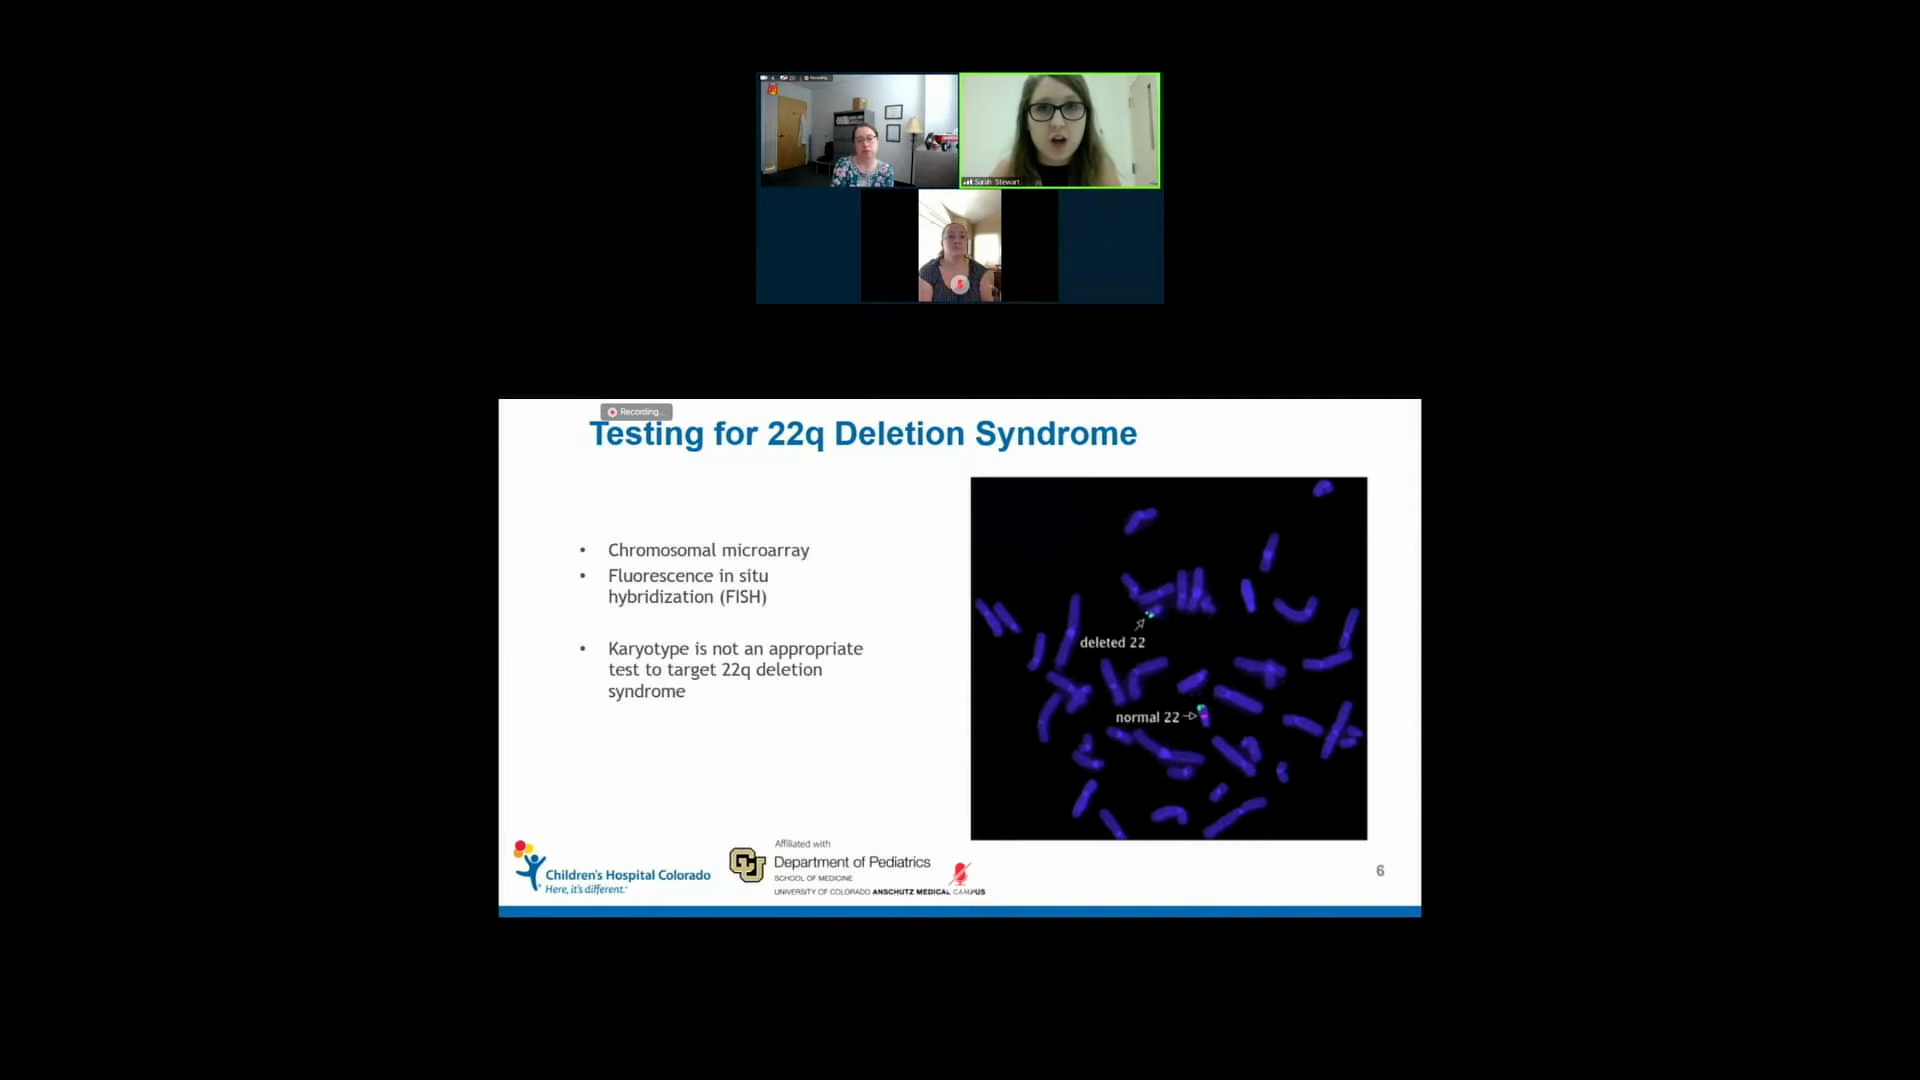 Recording...
Sarah Stewart
Recording...
Testing for 22q Deletion Syndrome
• Chromosomal microarray
• Fluorescence in situ
hybridization (FISH)
• Karyotype is not an appropriate
test to target 22q deletion
syndrome
deleted 22
normal 22
Children's Hospital Colorado
Here, it's different.
Affiliated with
Department of Pediatrics
SCHOOL OF MEDICINE
UNIVERSITY OF COLORADO ANSCHUTZ MEDICAL CAMPUS
6